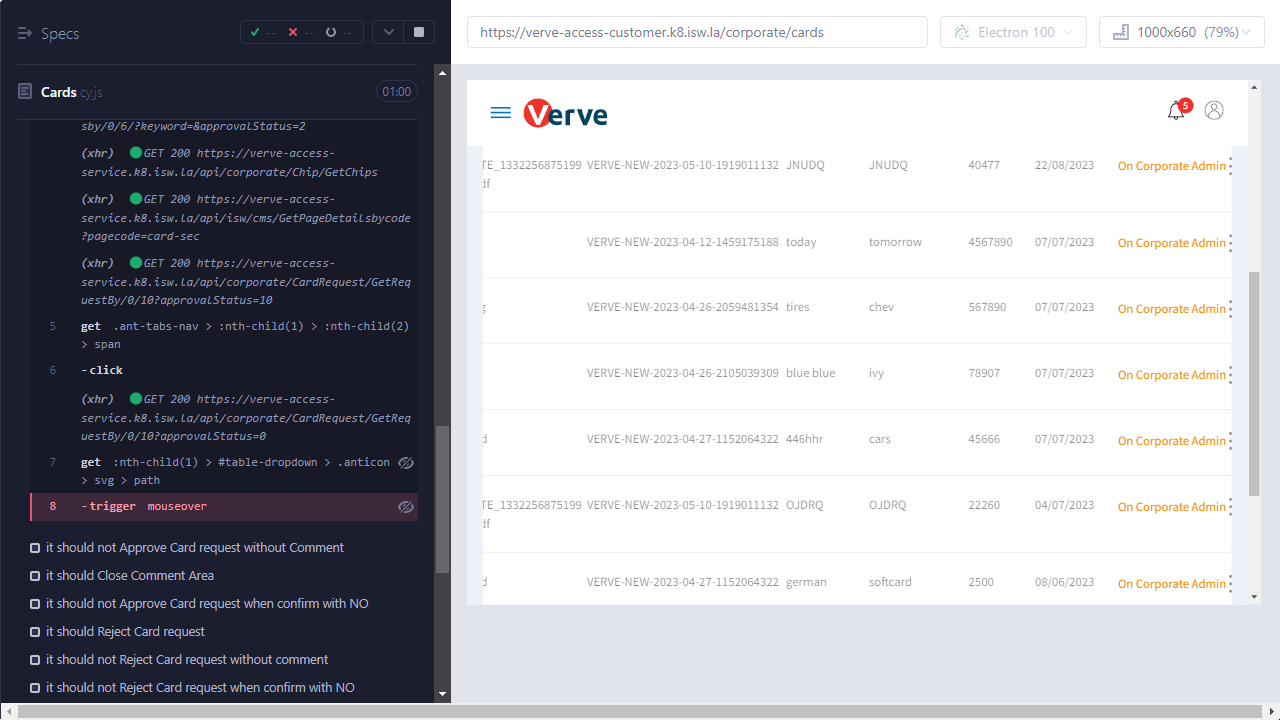 Specs
-- -- --
https://verve-access-customer.k8.isw.la/corporate/cards
Electron 100
1000x660 (79%)
Cards.cy.js
01:00
sby/0/6/?keyword=&approvalStatus=2
(xhr) GET 200 https://verve-access-
service.k8.isw.la/api/corporate/Chip/GetChips
(xhr) GET 200 https://verve-access-
service.k8.isw.la/api/isw/cms/GetPageDetailsbycode
?pagecode=card-sec
(xhr) GET 200 https://verve-access-
service.k8.isw.la/api/corporate/CardRequest/GetReq
uestBy/0/10?approvalStatus=10
5 get .ant-tabs-nav > :nth-child(1) > :nth-child(2)
> span
6 -click
(xhr) GET 200 https://verve-access-
service.k8.isw.la/api/corporate/CardRequest/GetReq
uestBy/0/10?approvalStatus=0
7 get :nth-child(1) > #table-dropdown > .anticon
> svg > path
8 -trigger mouseover
it should not Approve Card request without Comment
it should Close Comment Area
it should not Approve Card request when confirm with NO
it should Reject Card request
it should not Reject Card request without comment
it should not Reject Card request when confirm with NO
Verve
5
TE_1332256875199 VERVE-NEW-2023-05-10-1919011132 JNUDQ JNUDQ 40477 22/08/2023 On Corporate Admin
df
VERVE-NEW-2023-04-12-1459175188 today tomorrow 4567890 07/07/2023 On Corporate Admin
g VERVE-NEW-2023-04-26-2059481354 tires chev 567890 07/07/2023 On Corporate Admin
VERVE-NEW-2023-04-26-2105039309 blue blue ivy 78907 07/07/2023 On Corporate Admin
d VERVE-NEW-2023-04-27-1152064322 446hhr cars 45666 07/07/2023 On Corporate Admin
TE_1332256875199 VERVE-NEW-2023-05-10-1919011132 OJDRQ OJDRQ 22260 04/07/2023 On Corporate Admin
df
d VERVE-NEW-2023-04-27-1152064322 german softcard 2500 08/06/2023 On Corporate Admin